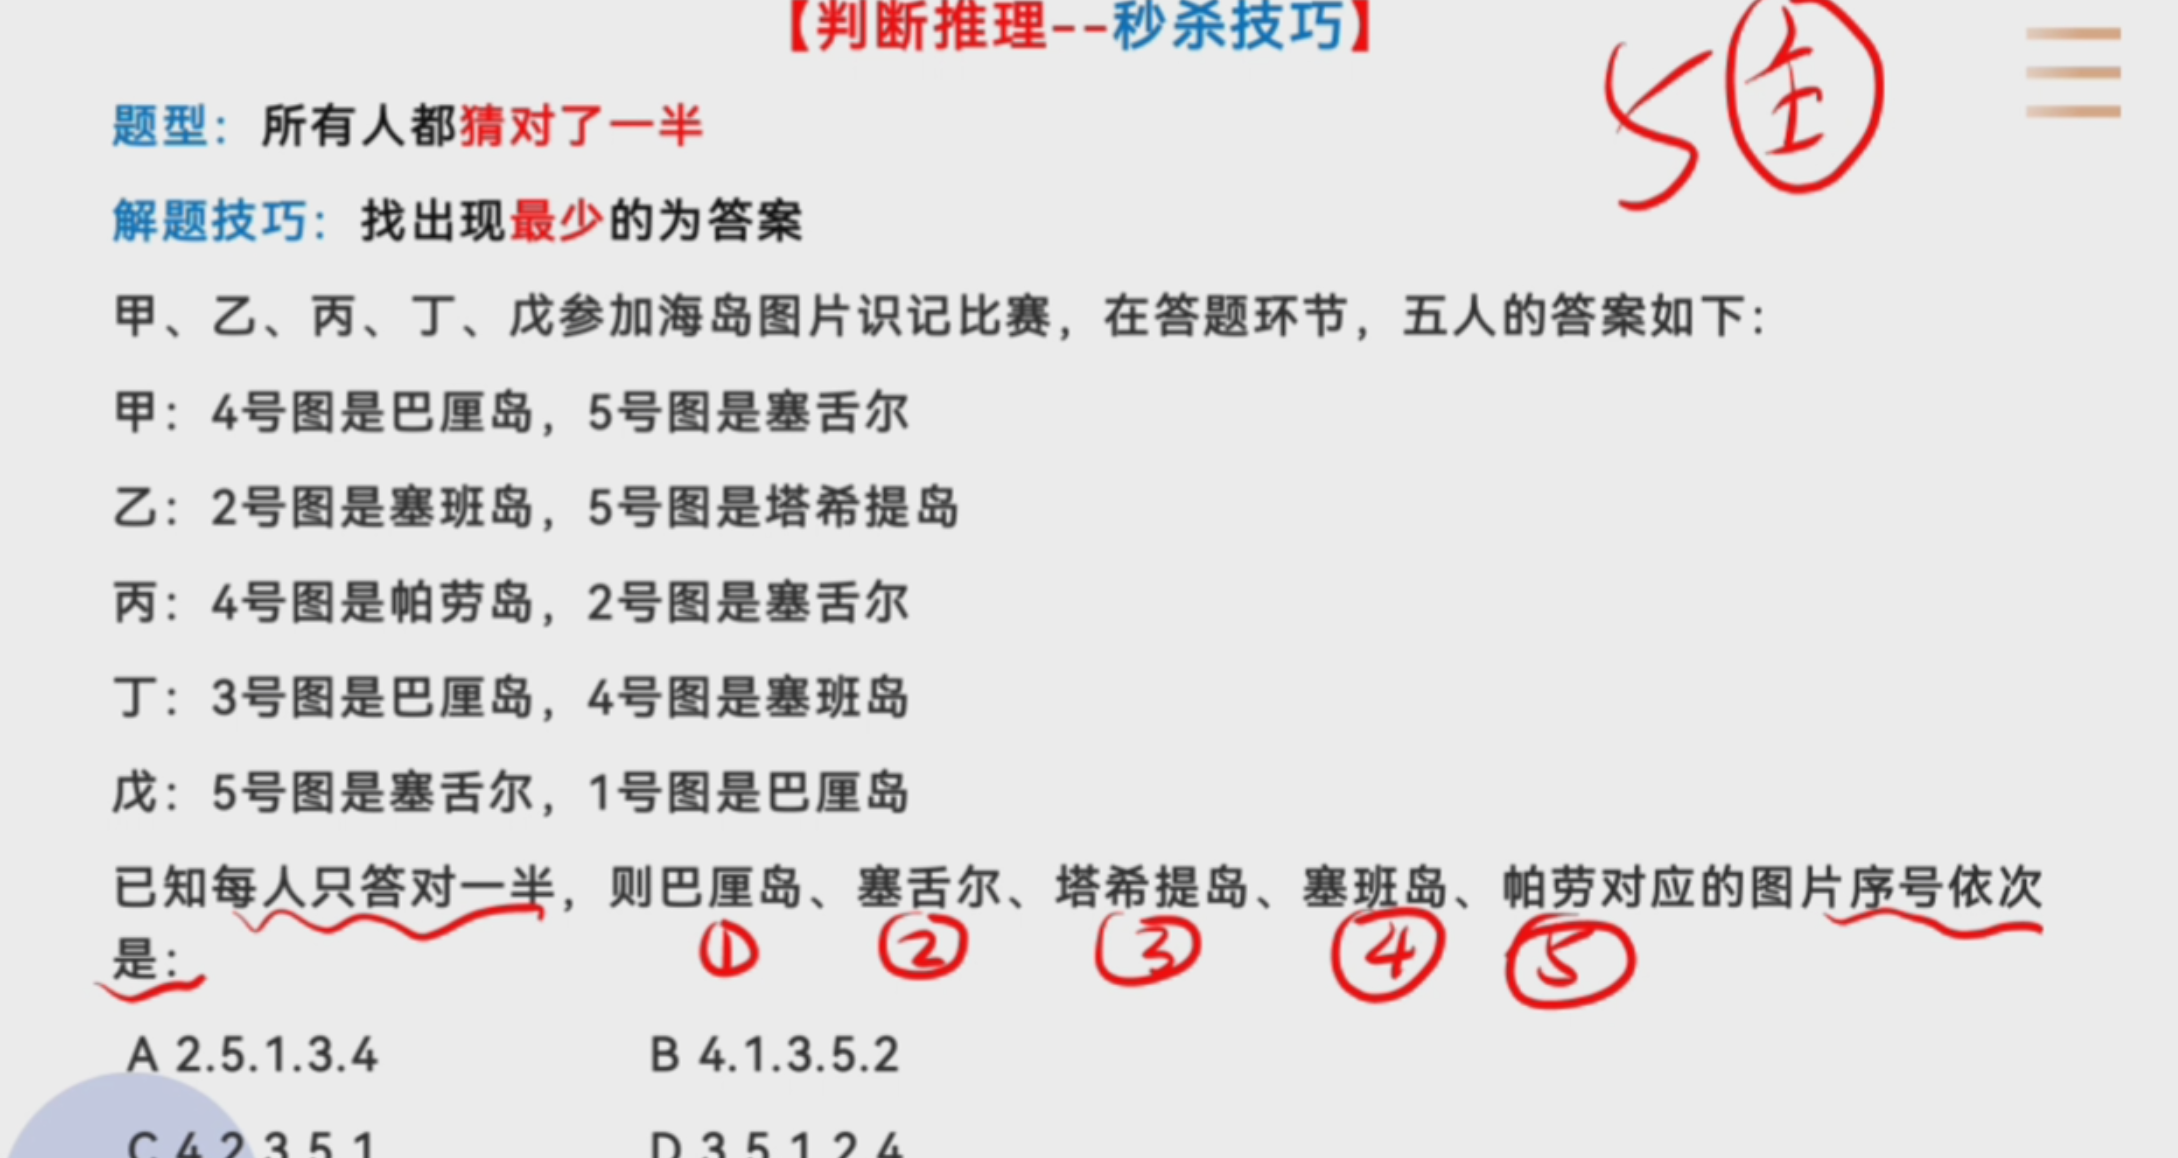 【判断推理--秒杀技巧】
5 全
题型：所有人都猜对了一半
解题技巧：找出现最少的为答案
甲、乙、丙、丁、戊参加海岛图片识记比赛，在答题环节，五人的答案如下：
甲：4号图是巴厘岛，5号图是塞舌尔
乙：2号图是塞班岛，5号图是塔希提岛
丙：4号图是帕劳岛，2号图是塞舌尔
丁：3号图是巴厘岛，4号图是塞班岛
戊：5号图是塞舌尔，1号图是巴厘岛
已知每人只答对一半，则巴厘岛、塞舌尔、塔希提岛、塞班岛、帕劳对应的图片序号依次
是：
① ② ③ ④ ⑤
A 2.5.1.3.4 B 4.1.3.5.2
C 4.2.3.5.1 D 3.5.1.2.4